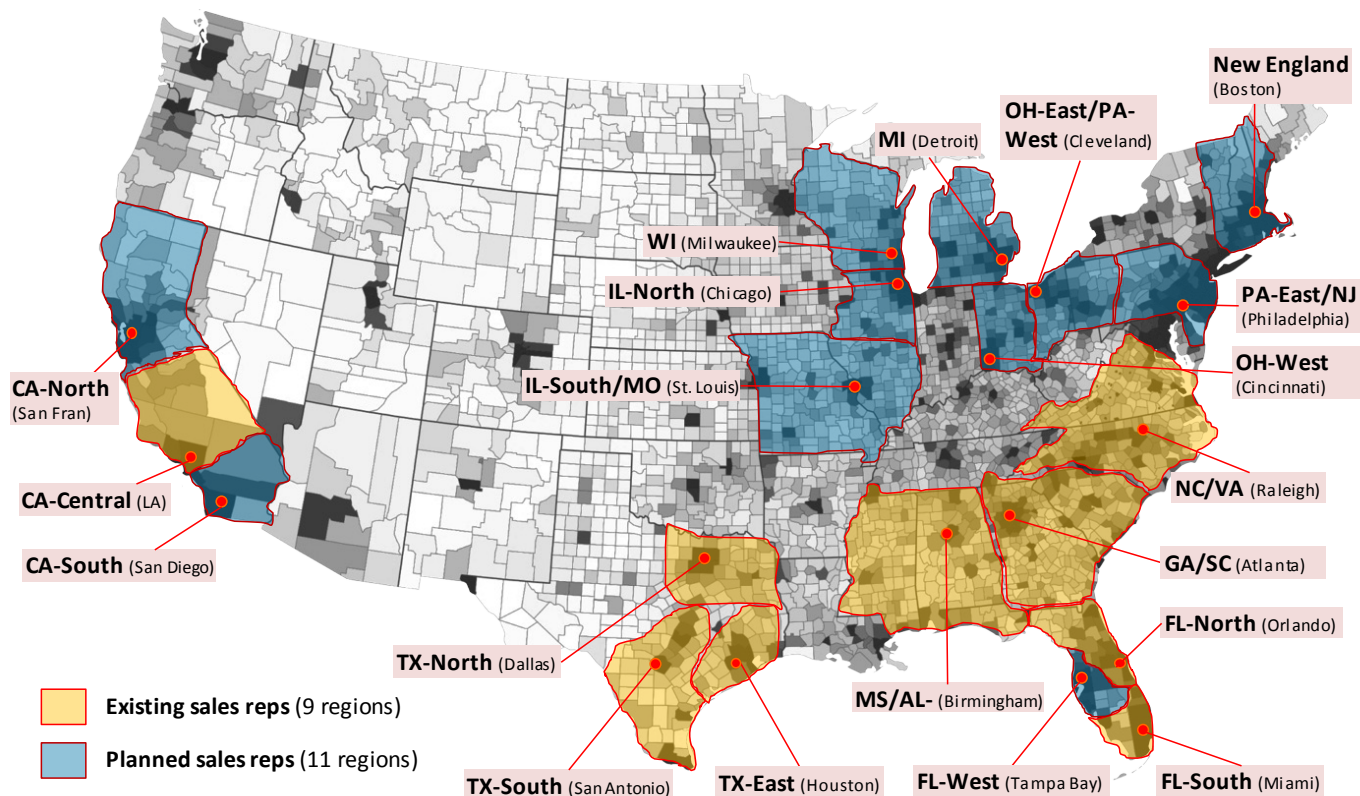 New England
(Boston)
OH-East/PA-
West (Cleveland)
MI (Detroit)
WI (Milwaukee)
IL-North (Chicago)
PA-East/NJ
(Philadelphia)
OH-West
(Cincinnati)
IL-South/MO (St. Louis)
CA-North
(San Fran)
CA-Central (LA)
CA-South (San Diego)
NC/VA (Raleigh)
GA/SC (Atlanta)
FL-North (Orlando)
TX-North (Dallas)
MS/AL- (Birmingham)
TX-South (San Antonio)
TX-East (Houston)
FL-West (Tampa Bay)
FL-South (Miami)
Existing sales reps (9 regions)
Planned sales reps (11 regions)